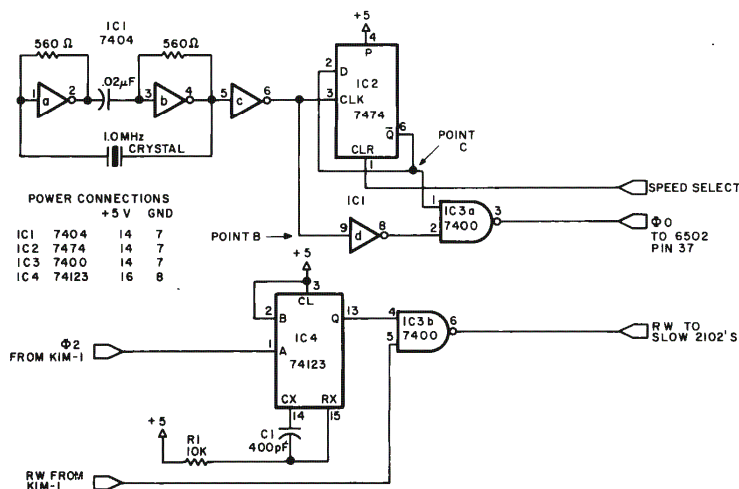 +5
4
IC1
7404
560Ω
560Ω
P
2
D
IC2
.02µF
1
a
2
3
b
4
5
c
6
3
CLK
7474
Q
6
POINT
C
1.0MHz
CRYSTAL
CLR
1
IC1
SPEED SELECT
POWER CONNECTIONS
+5 V GND
IC1 7404 14 7
IC2 7474 14 7
IC3 7400 14 7
IC4 74123 16 8
1
IC3a
3
7400
2
Φ0
TO 6502
PIN 37
POINT B
9
d
8
+5
3
CL
2
B
Q
13
4
IC3b
7400
6
5
RW TO
SLOW 2102'S
IC4
Φ2
FROM KIM-1
1
A
74123
CX
RX
14
15
+5
R1
10K
C1
400pF
RW FROM
KIM-1